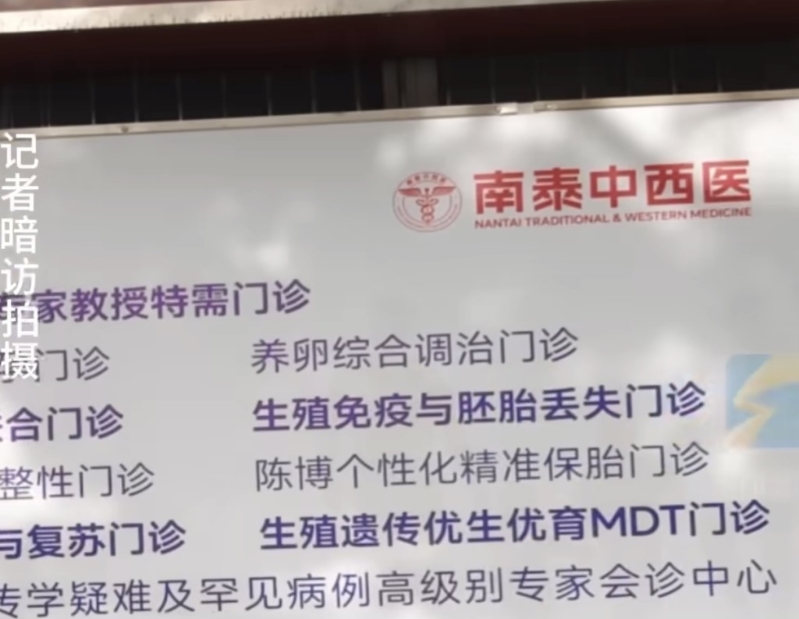 记者暗访拍摄
南泰中西医
NANTAI TRADITIONAL & WESTERN MEDICINE
家教授特需门诊
门诊 养卵综合调治门诊
合门诊 生殖免疫与胚胎丢失门诊
整性门诊 陈博个性化精准保胎门诊
与复苏门诊 生殖遗传优生优育MDT门诊
传学疑难及罕见病例高级别专家会诊中心